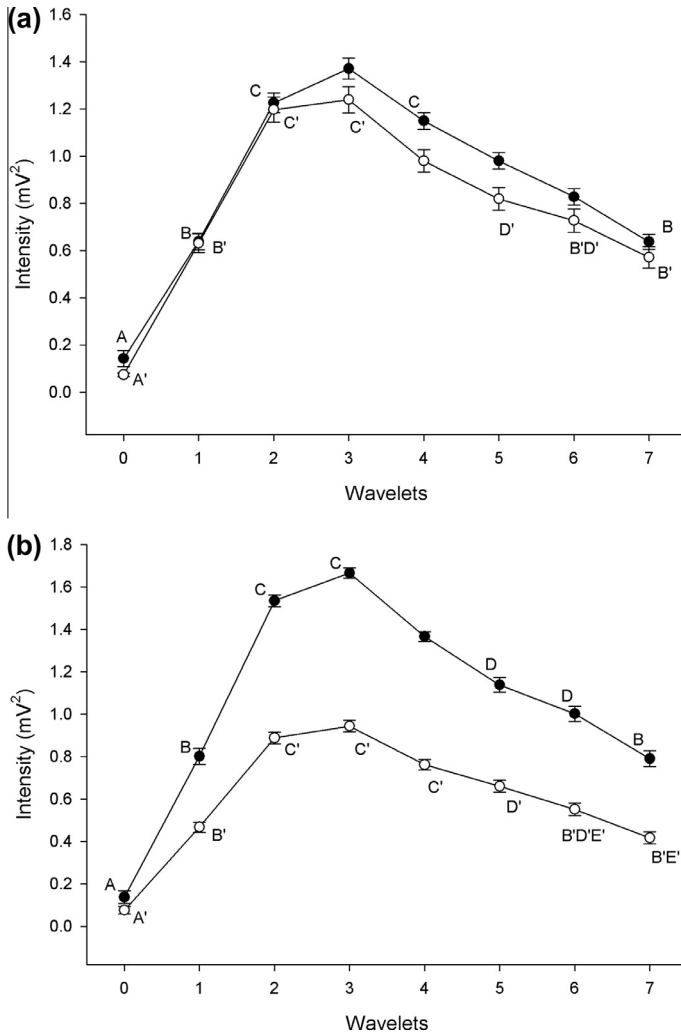 (a)
1.6
1.4
1.2
1.0
0.8
0.6
0.4
0.2
0.0
Intensity (mV²)
A
A'
B
B'
C
C'
C'
C
D'
B'D'
B
B'
0 1 2 3 4 5 6 7
Wavelets
(b)
1.8
1.6
1.4
1.2
1.0
0.8
0.6
0.4
0.2
0.0
Intensity (mV²)
A
A'
B
B'
C
C'
C
C'
C'
D
D'
D
B'D'E'
B
B'E'
0 1 2 3 4 5 6 7
Wavelets